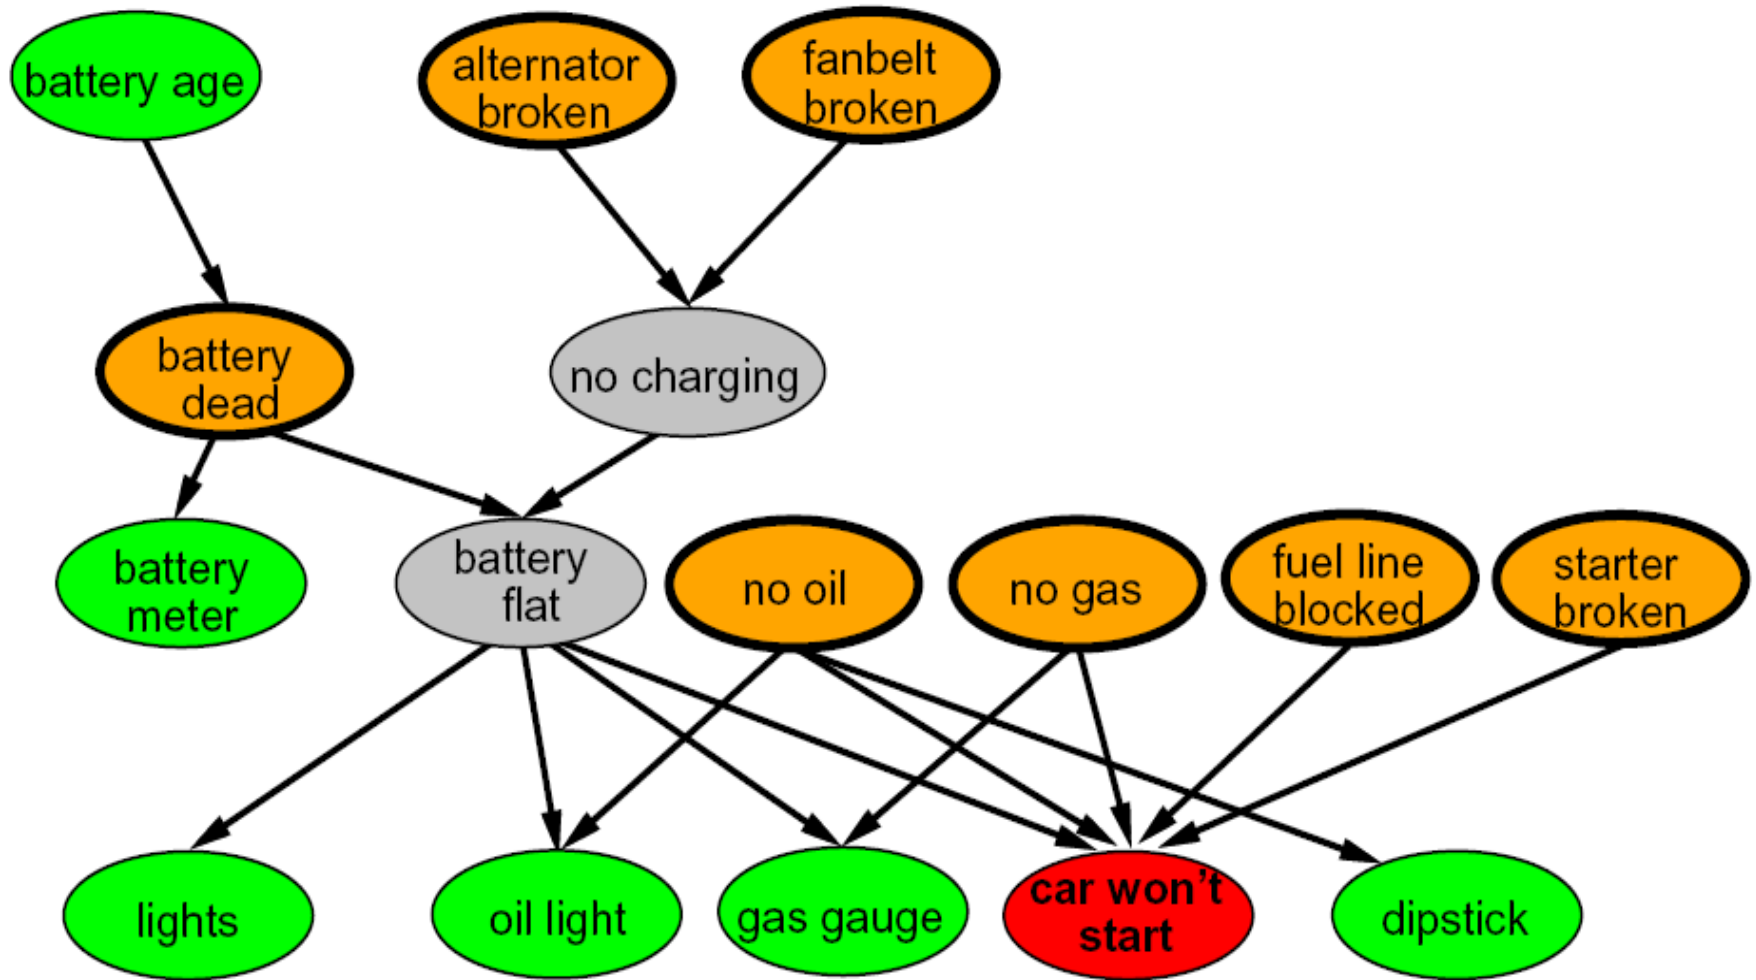 battery age
alternator
broken
fanbelt
broken
battery
dead
no charging
battery
meter
battery
flat
no oil
no gas
fuel line
blocked
starter
broken
lights
oil light
gas gauge
car won't
start
dipstick